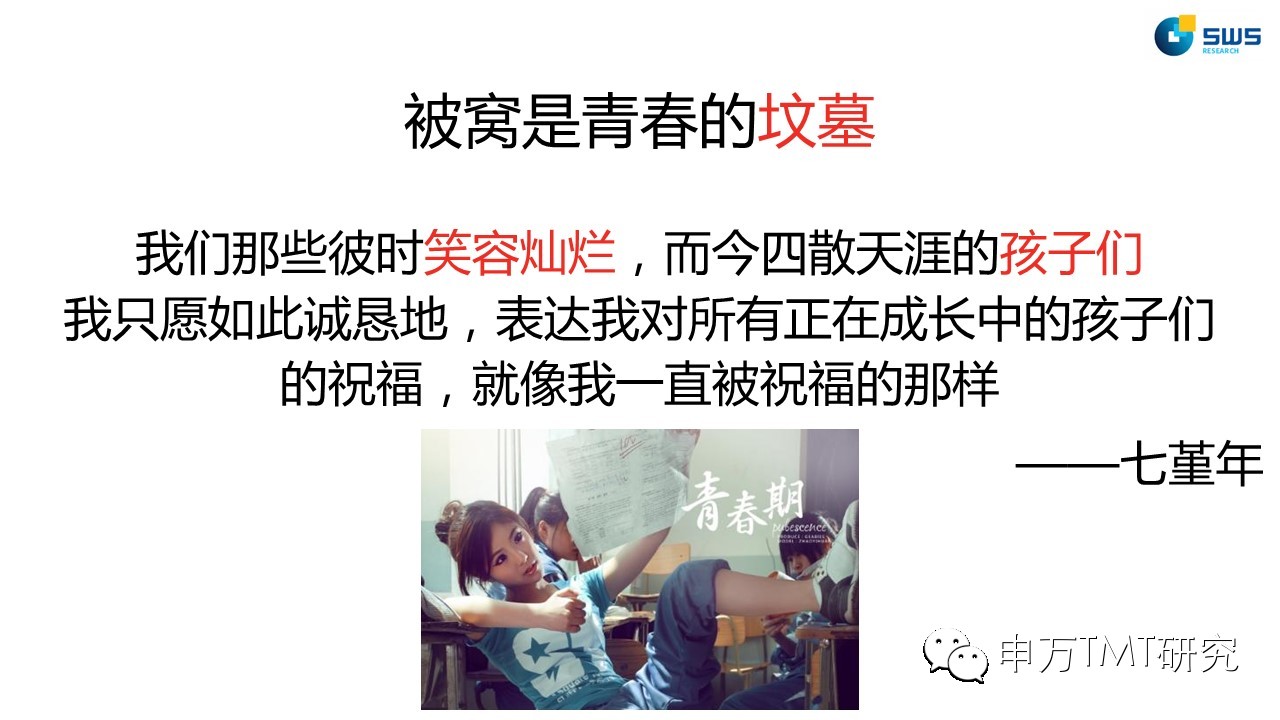 SWS
RESEARCH
被窝是青春的坟墓
我们那些彼时笑容灿烂，而今四散天涯的孩子们
我只愿如此诚恳地，表达我对所有正在成长中的孩子们
的祝福，就像我一直被祝福的那样
——七堇年
青春期
pubescence
申万TMT研究